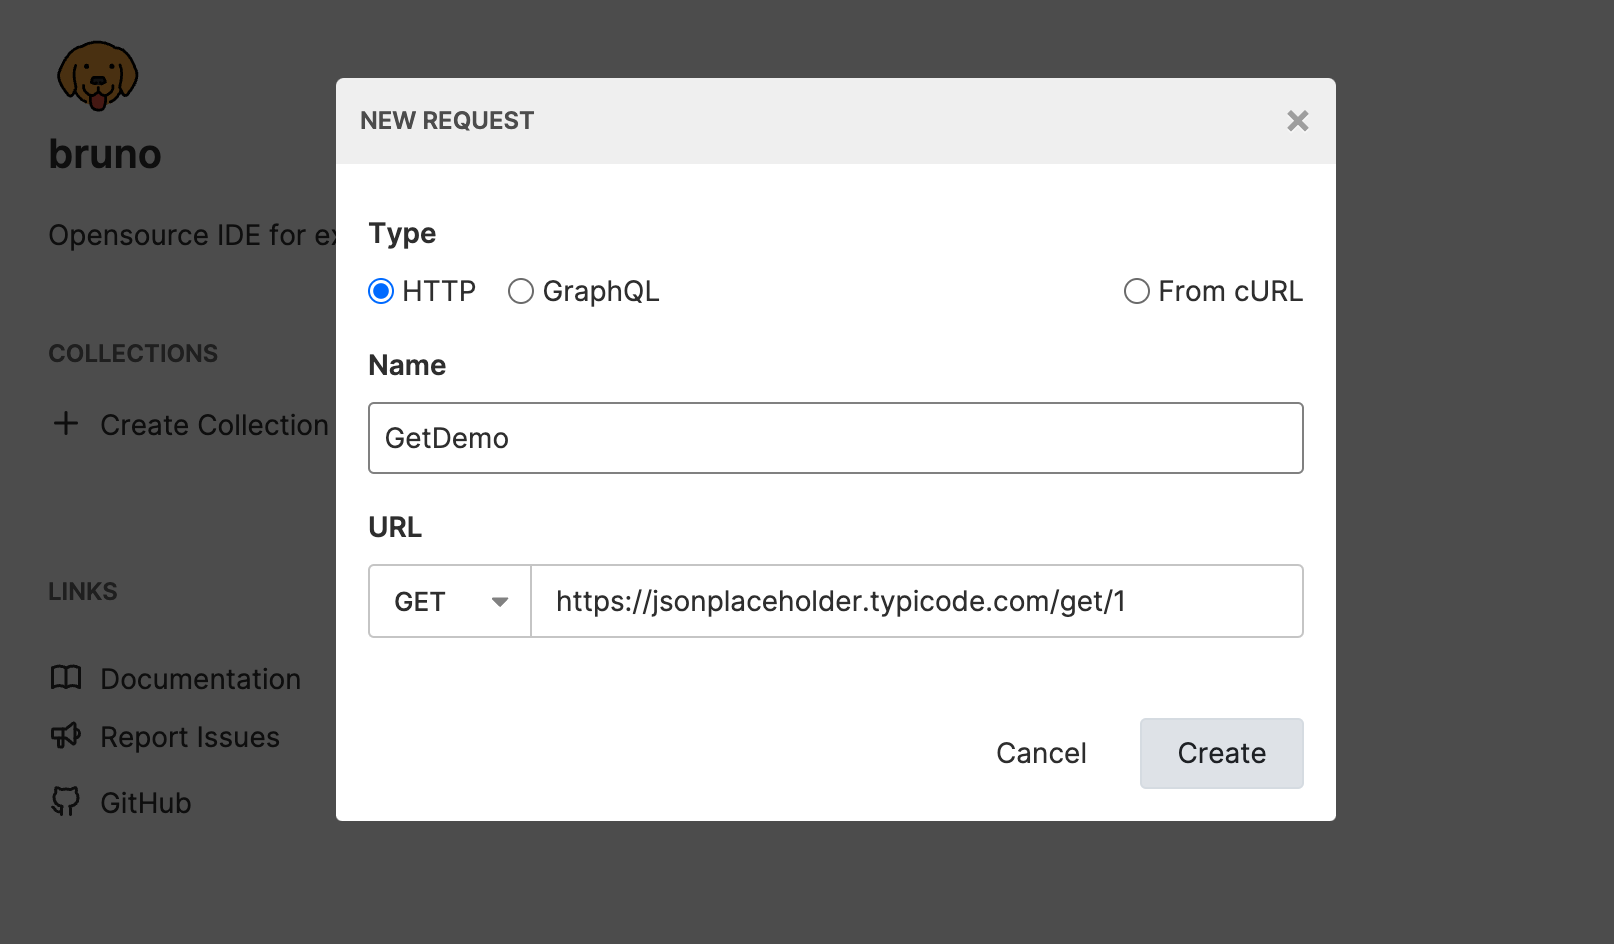 bruno
Opensource IDE for
COLLECTIONS
Create Collection
LINKS
Documentation
Report Issues
GitHub
NEW REQUEST
Type
HTTP GraphQL From cURL
Name
GetDemo
URL
GET https://jsonplaceholder.typicode.com/get/1
Cancel Create